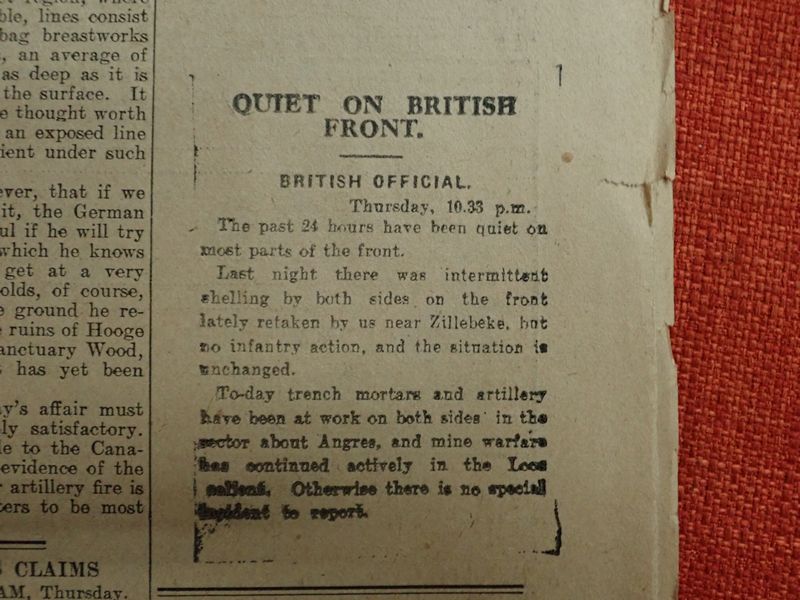 ble, lines consist
bag breastworks
, an average of
as deep as it is
the surface. It
e thought worth
an exposed line
ient under such
ever, that if we
it, the German
ul if he will try
which he knows
get at a very
olds, of course,
e ground he re-
ruins of Hooge
anctuary Wood,
has yet been
y's affair must
ly satisfactory.
le to the Cana-
evidence of the
artillery fire is
ers to be most
CLAIMS
AM, Thursday.
QUIET ON BRITISH
FRONT.
BRITISH OFFICIAL.
Thursday, 10.33 p.m.
The past 24 hours have been quiet on
most parts of the front.
Last night there was intermittent
shelling by both sides on the front
lately retaken by us near Zillebeke, but
no infantry action, and the situation is
unchanged.
To-day trench mortars and artillery
have been at work on both sides in the
sector about Angres, and mine warfare
has continued actively in the Loos
salient. Otherwise there is no special
incident to report.